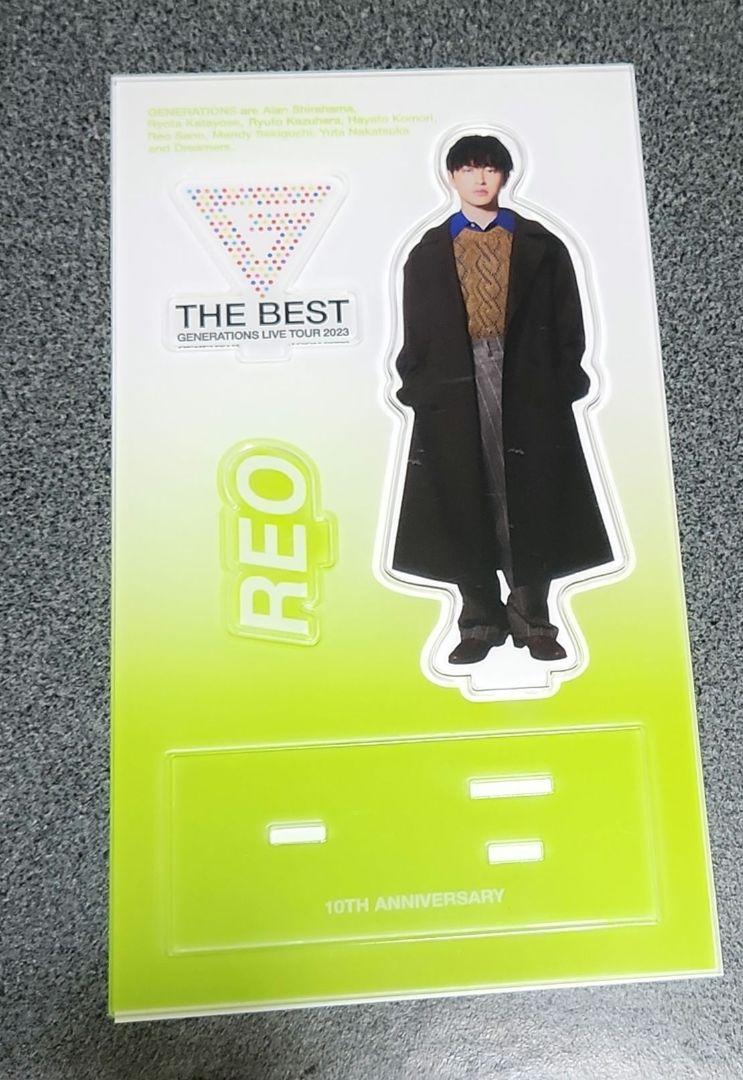 GENERATIONS are Alan Shirahama,
Ryota Katayose, Ryuto Kazuhara, Hayato Komori,
Reo Sano, Mandy Sekiguchi, Yuta Nakatsuka
and Dreamers.
THE BEST
GENERATIONS LIVE TOUR 2023
REO
10TH ANNIVERSARY